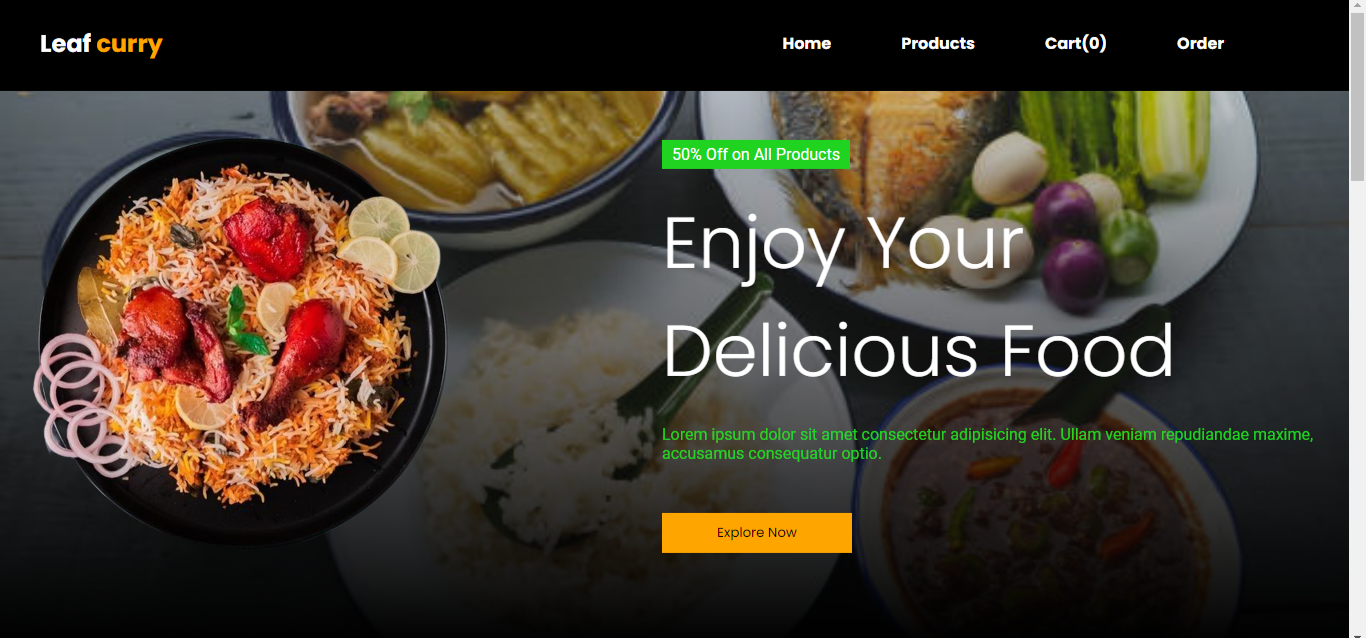 Leaf curry
Home Products Cart(0) Order
50% Off on All Products
Enjoy Your
Delicious Food
Lorem ipsum dolor sit amet consectetur adipisicing elit. Ullam veniam repudiandae maxime,
accusamus consequatur optio.
Explore Now